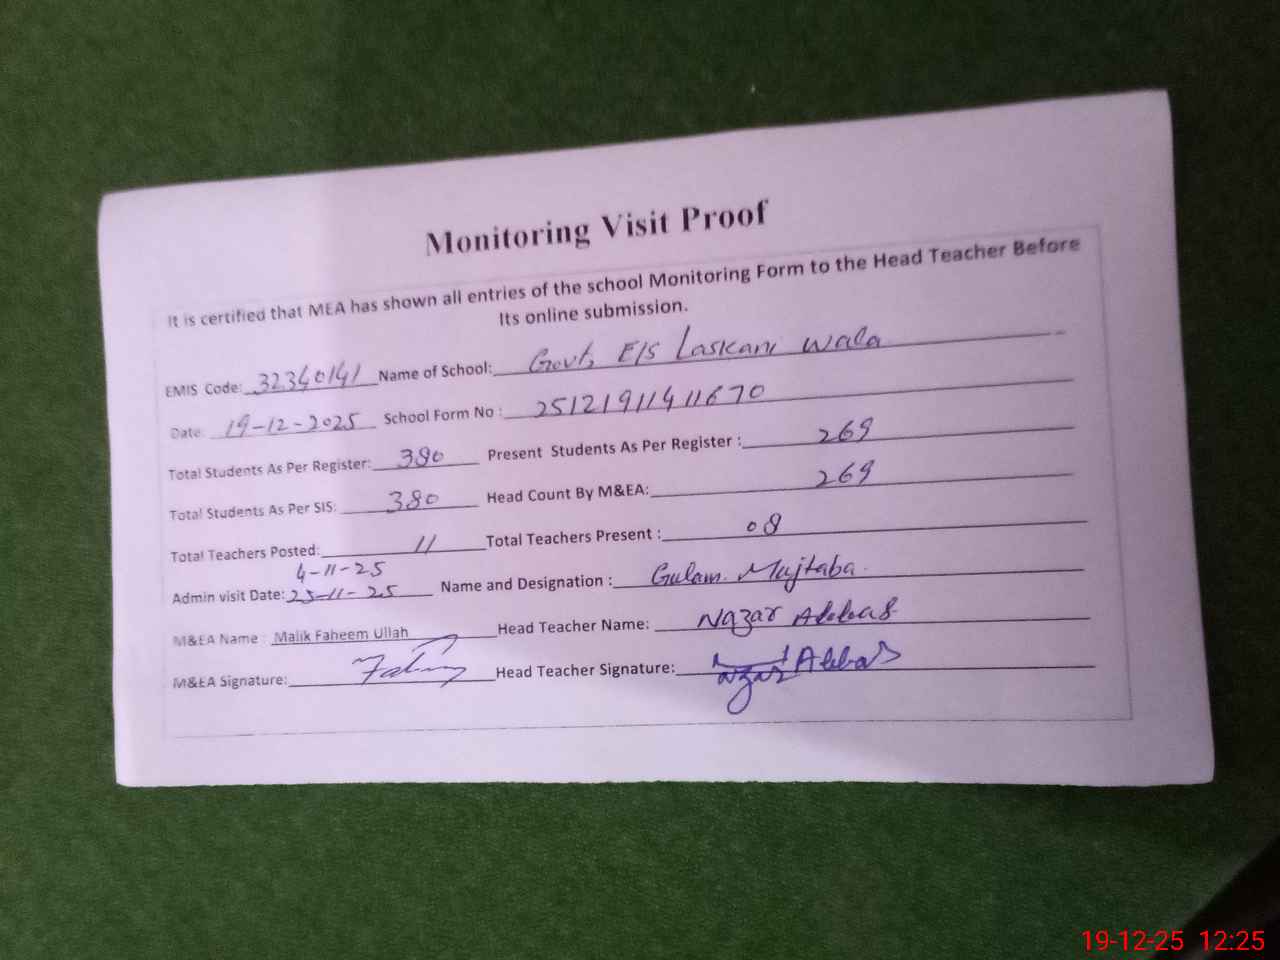 Monitoring Visit Proof
It is certified that MEA has shown all entries of the school Monitoring Form to the Head Teacher Before
Its online submission.
EMIS Code: 32340141 Name of School: Govt, E/S Laskani wala
Date: 19-12-2025 School Form No : 25121911411670
Total Students As Per Register: 380 Present Students As Per Register : 269
Total Students As Per SIS: 380 Head Count By M&EA: 269
Total Teachers Posted: 11 Total Teachers Present : 08
4-11-25
Admin visit Date: 25-11-25 Name and Designation : Gulam Mujtaba
M&EA Name : Malik Faheem Ullah Head Teacher Name: Nazar Abbas
M&EA Signature: Head Teacher Signature: Nazar Abbas
19-12-25 12:25